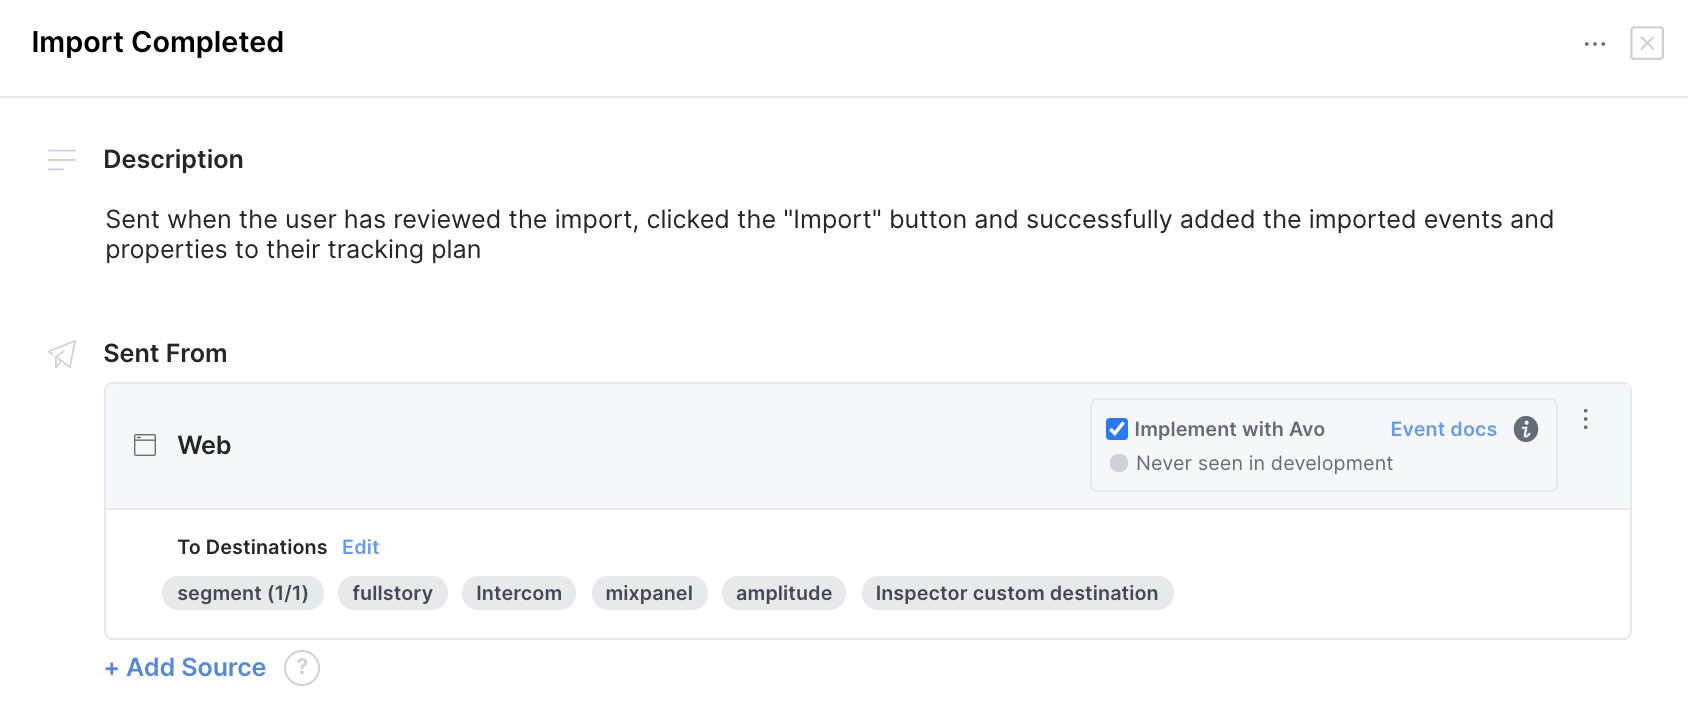 Import Completed
Description
Sent when the user has reviewed the import, clicked the "Import" button and successfully added the imported events and
properties to their tracking plan
Sent From
Web
Implement with Avo Event docs
Never seen in development
To Destinations Edit
segment (1/1) fullstory Intercom mixpanel amplitude Inspector custom destination
+ Add Source ?